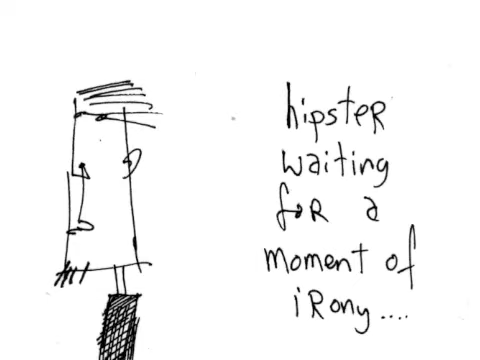 hipster
waiting
for a
moment of
irony....